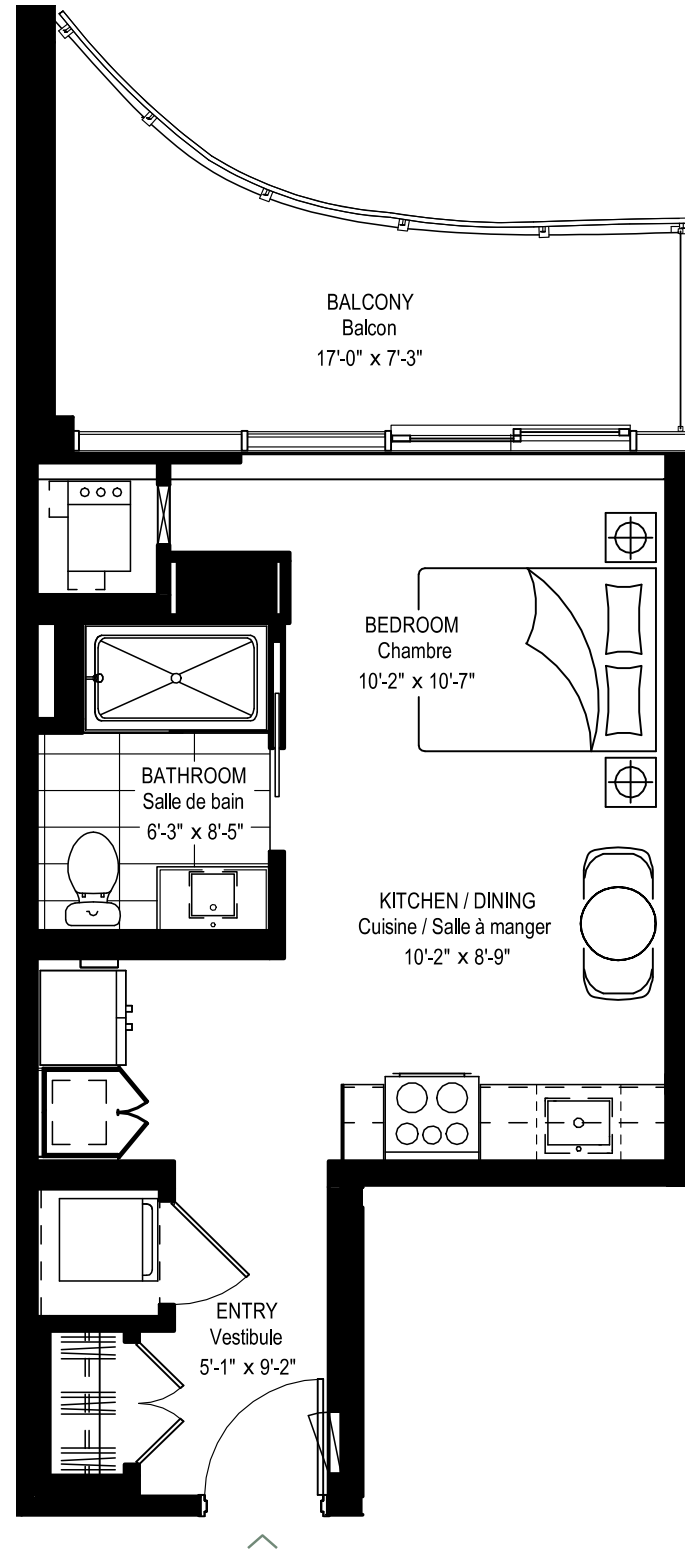 BALCONY
Balcon
17'-0" x 7'-3"
BEDROOM
Chambre
10'-2" x 10'-7"
BATHROOM
Salle de bain
6'-3" x 8'-5"
KITCHEN / DINING
Cuisine / Salle à manger
10'-2" x 8'-9"
ENTRY
Vestibule
5'-1" x 9'-2"